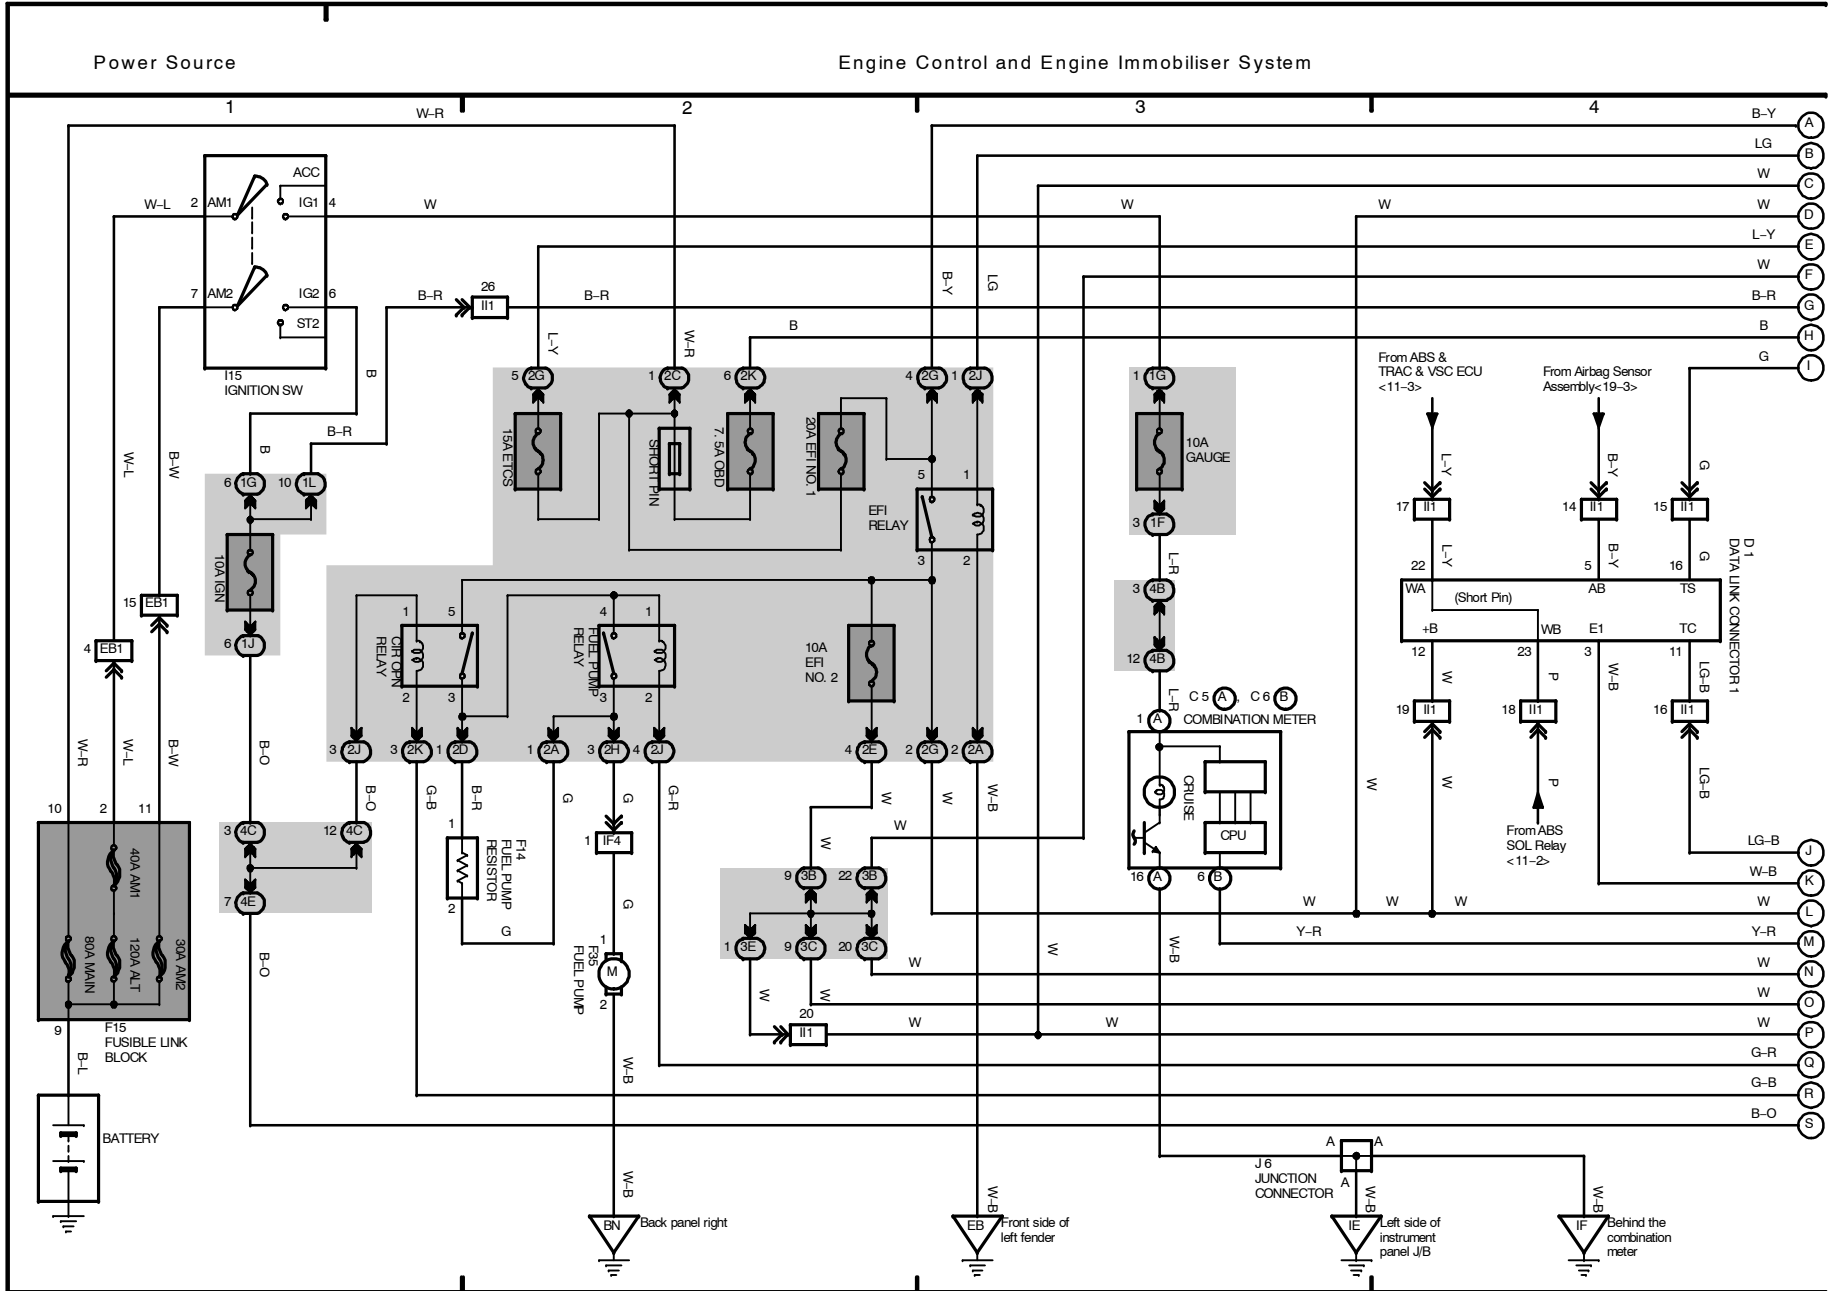 Power Source
Engine Control and Engine Immobiliser System
1
2
3
4
W–R
B–Y
A
LG
B
W
C
ACC
W–L
2
AM1
IG1
4
W
W
W
W
D
L–Y
E
W
F
7
AM2
IG2
6
B–R
26
II1
B–R
B–Y
LG
B–R
G
ST2
B
B
H
I15
IGNITION SW
B
L–Y
W–R
From ABS &
TRAC & VSC ECU
<11–3>
From Airbag Sensor
Assembly<19–3>
G
I
5
2G
1
2C
6
2K
4
2G
1
2J
1
1G
B–R
W–L
B–W
B
15A ETCS
SHORT PIN
7. 5A OBD
20A EFI NO. 1
10A
GAUGE
L–Y
B–Y
G
6
1G
10
1L
5
1
EFI
RELAY
3
2
3
1F
17
II1
14
II1
15
II1
10A IGN
L–R
L–Y
B–Y
G
22
5
16
D 1
DATA LINK CONNECTOR 1
WA
(Short Pin)
AB
TS
+B
WB
E1
TC
12
23
3
11
15
EB1
4
EB1
6
1J
1
5
4
1
CIR OPN
RELAY
FUEL PUMP
RELAY
2
3
3
2
10A
EFI
NO. 2
3
4B
12
4B
L–R
C 5
A
,
C 6
B
COMBINATION METER
1
A
W
P
W–B
LG–B
19
II1
18
II1
16
II1
3
2J
3
2K
1
2D
1
2A
3
2H
4
2J
4
2E
2
2G
2
2A
W–R
W–L
B–W
B–O
B–O
G–B
B–R
G
G
G–R
W
W
W–B
CRUISE
CPU
W
W
P
LG–B
From ABS
SOL Relay
<11–2>
10
2
11
3
4C
12
4C
1
F14
FUEL PUMP
RESISTOR
2
1
IF4
W
W
LG–B
J
40A AM1
80A MAIN
120A ALT
30A AM2
7
4E
G
G
9
3B
22
3B
16
A
6
B
W–B
K
W
W
W
W
L
B–O
1
F35
FUEL PUMP
M
2
1
3E
9
3C
20
3C
W
W
W–B
Y–R
Y–R
M
W
N
W
W
W
O
20
II1
W
W
W
P
9
F15
FUSIBLE LINK
BLOCK
B–L
W–B
G–R
Q
G–B
R
B–O
S
BATTERY
J 6
JUNCTION
CONNECTOR
A
A
A
W–B
W–B
W–B
W–B
BN
Back panel right
EB
Front side of
left fender
IE
Left side of
instrument
panel J/B
IF
Behind the
combination
meter